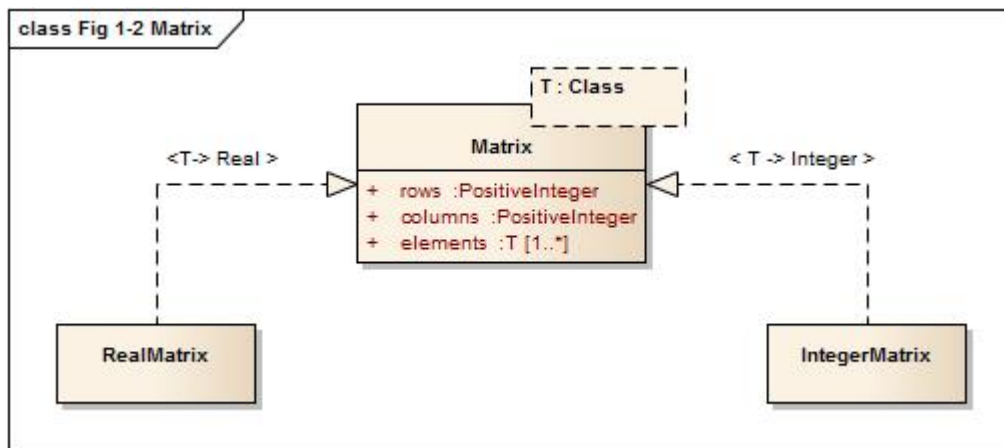 class Fig 1-2 Matrix
T : Class
Matrix
<T-> Real >
< T -> Integer >
+ rows :PositiveInteger
+ columns :PositiveInteger
+ elements :T [1..*]
RealMatrix
IntegerMatrix